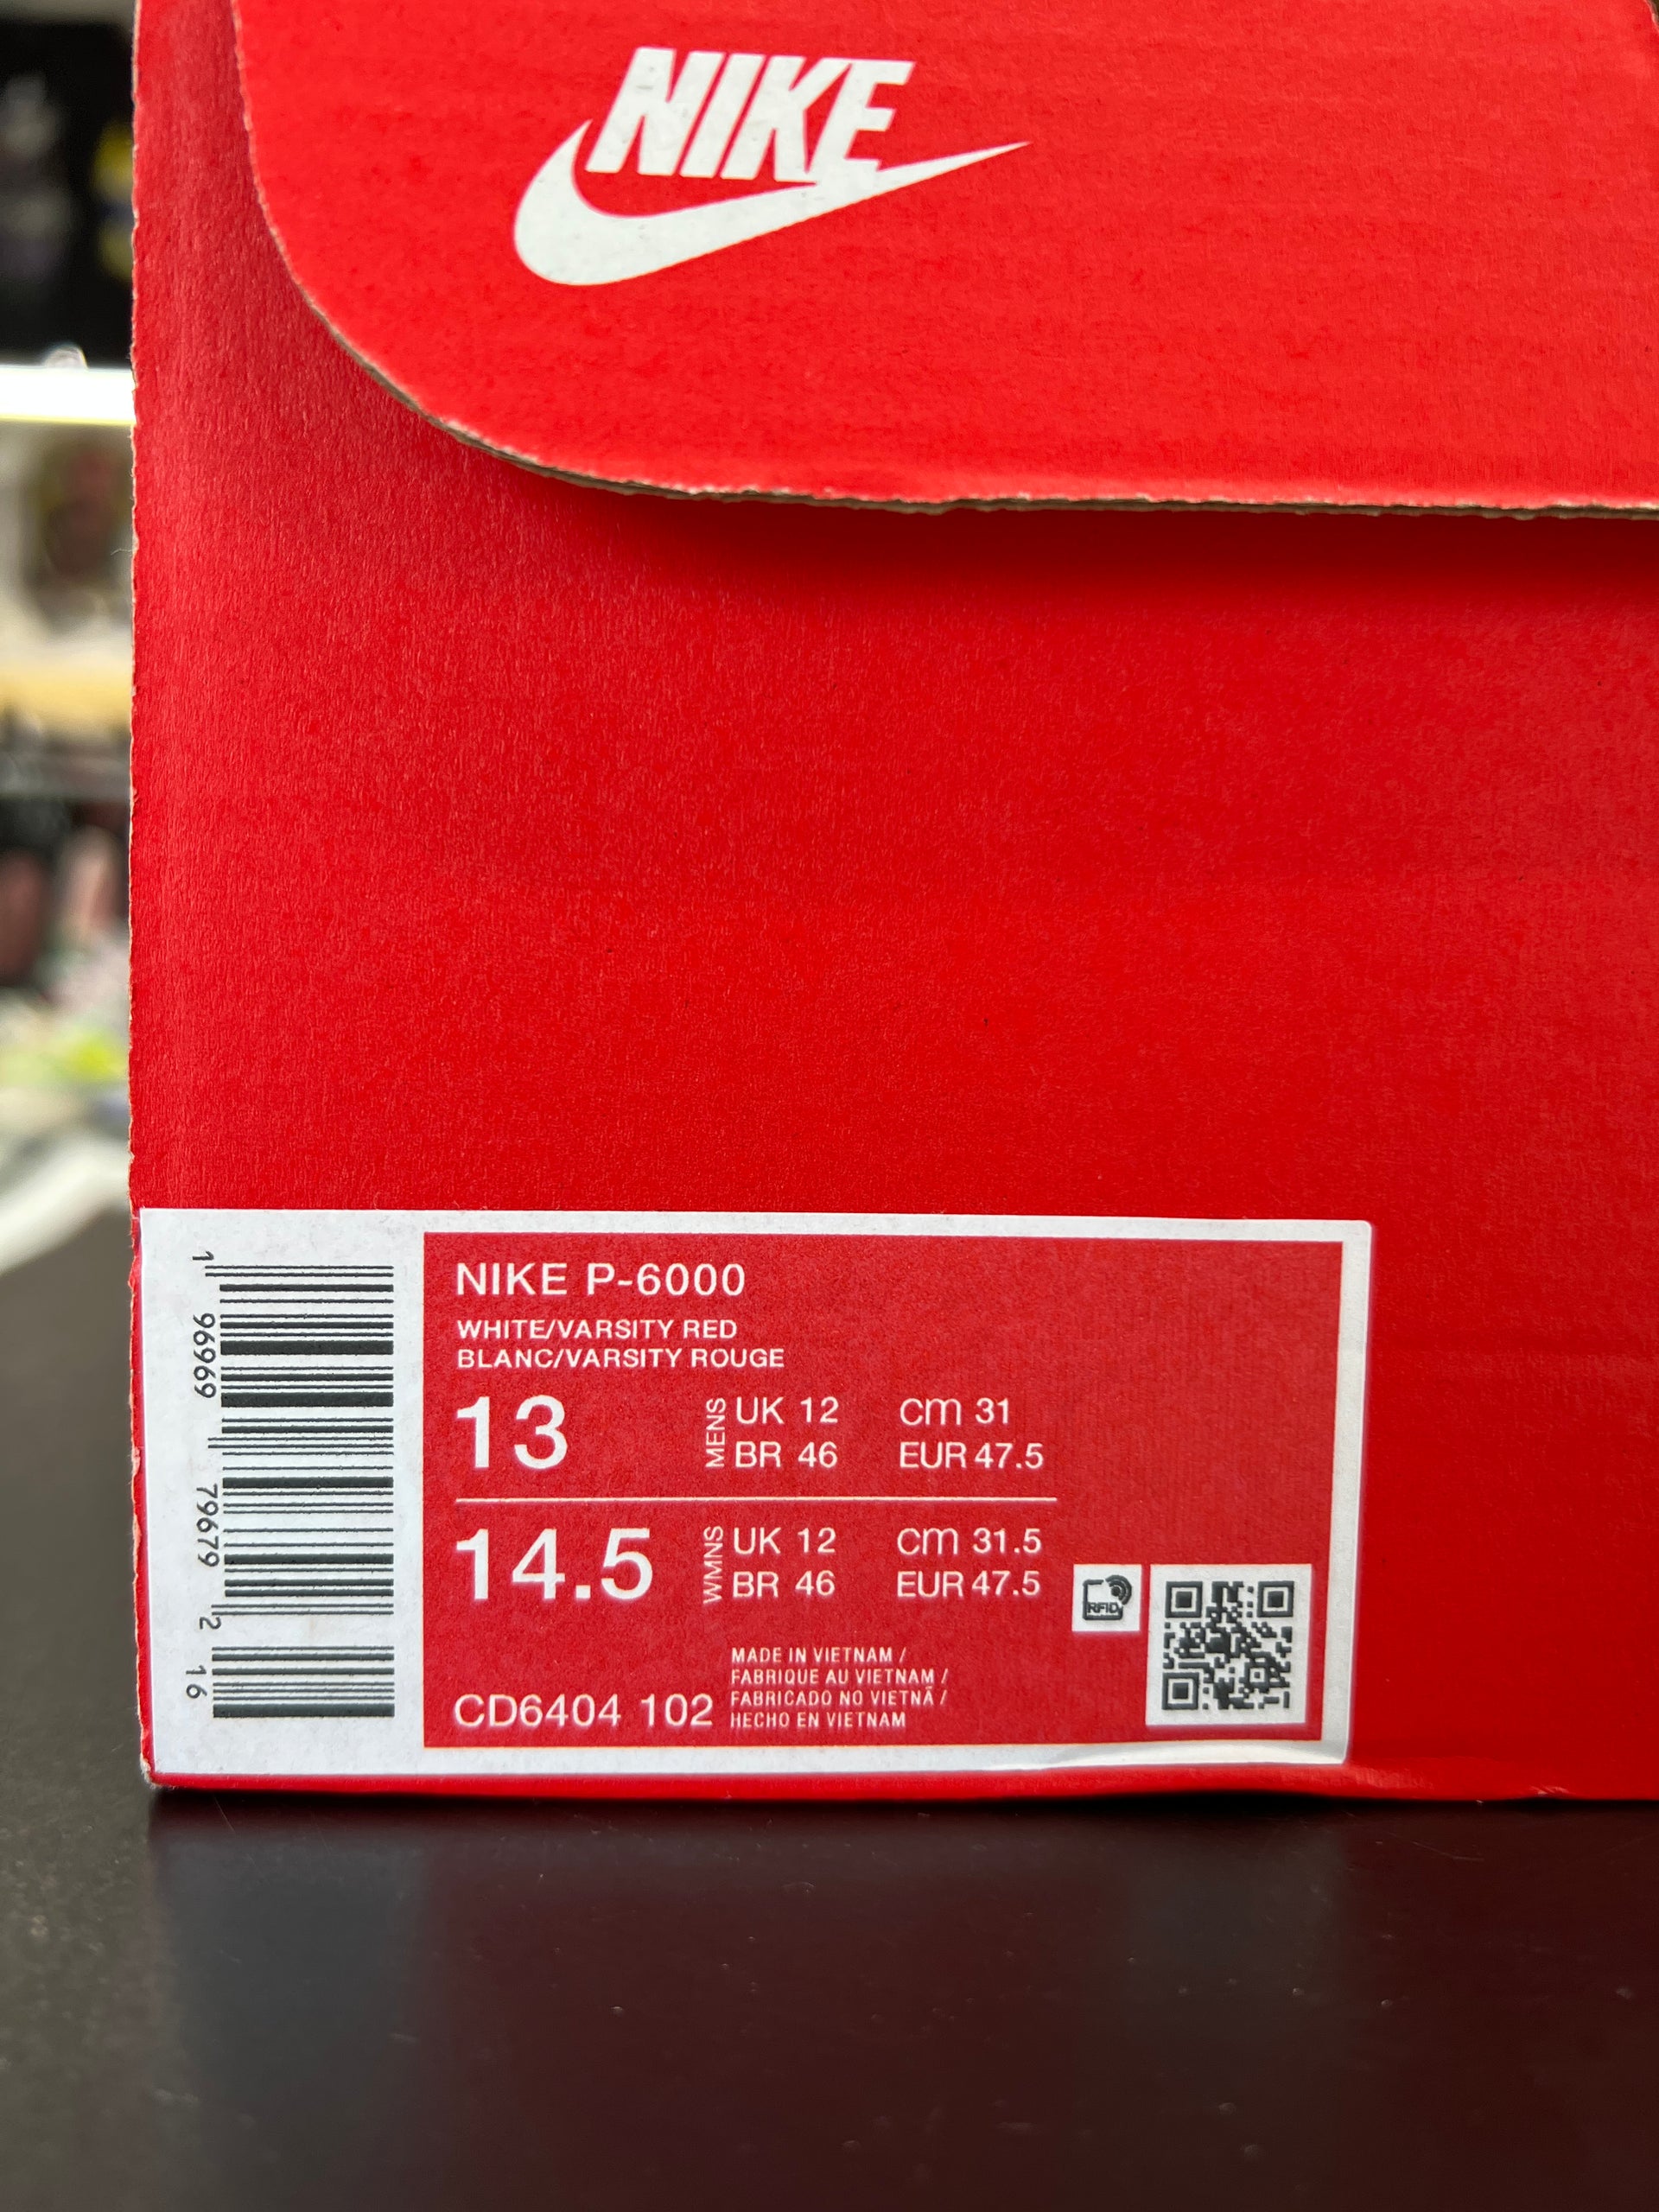 NIKE
NIKE P-6000
WHITE/VARSITY RED
BLANC/VARSITY ROUGE
13
MENS
UK 12 cm 31
BR 46 EUR 47.5
14.5
WMNS
UK 12 cm 31.5
BR 46 EUR 47.5
RFID
CD6404 102
MADE IN VIETNAM /
FABRIQUE AU VIETNAM /
FABRICADO NO VIETNÃ /
HECHO EN VIETNAM
1 96969 79679 2 16